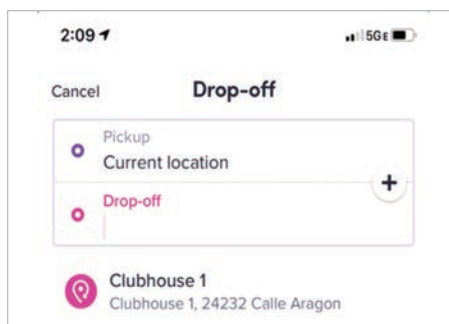 2:09
5GE
Cancel
Drop-off
Pickup
Current location
+
Drop-off
Clubhouse 1
Clubhouse 1, 24232 Calle Aragon